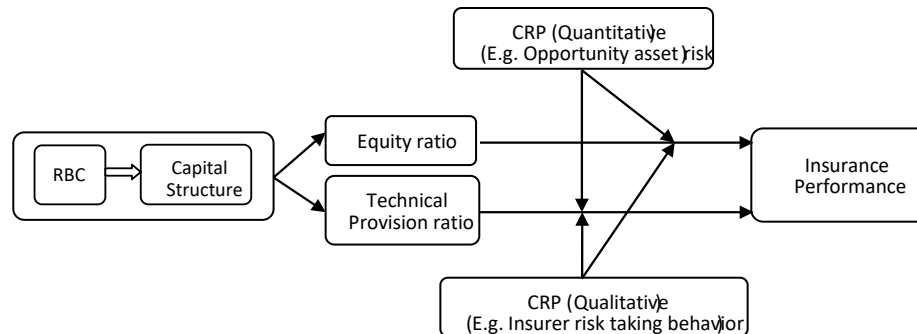 CRP (Quantitative)
(E.g. Opportunity asset)risk
RBC
Capital
Structure
Equity ratio
Technical
Provision ratio
Insurance
Performance
CRP (Qualitative)
(E.g. Insurer risk taking behavior)